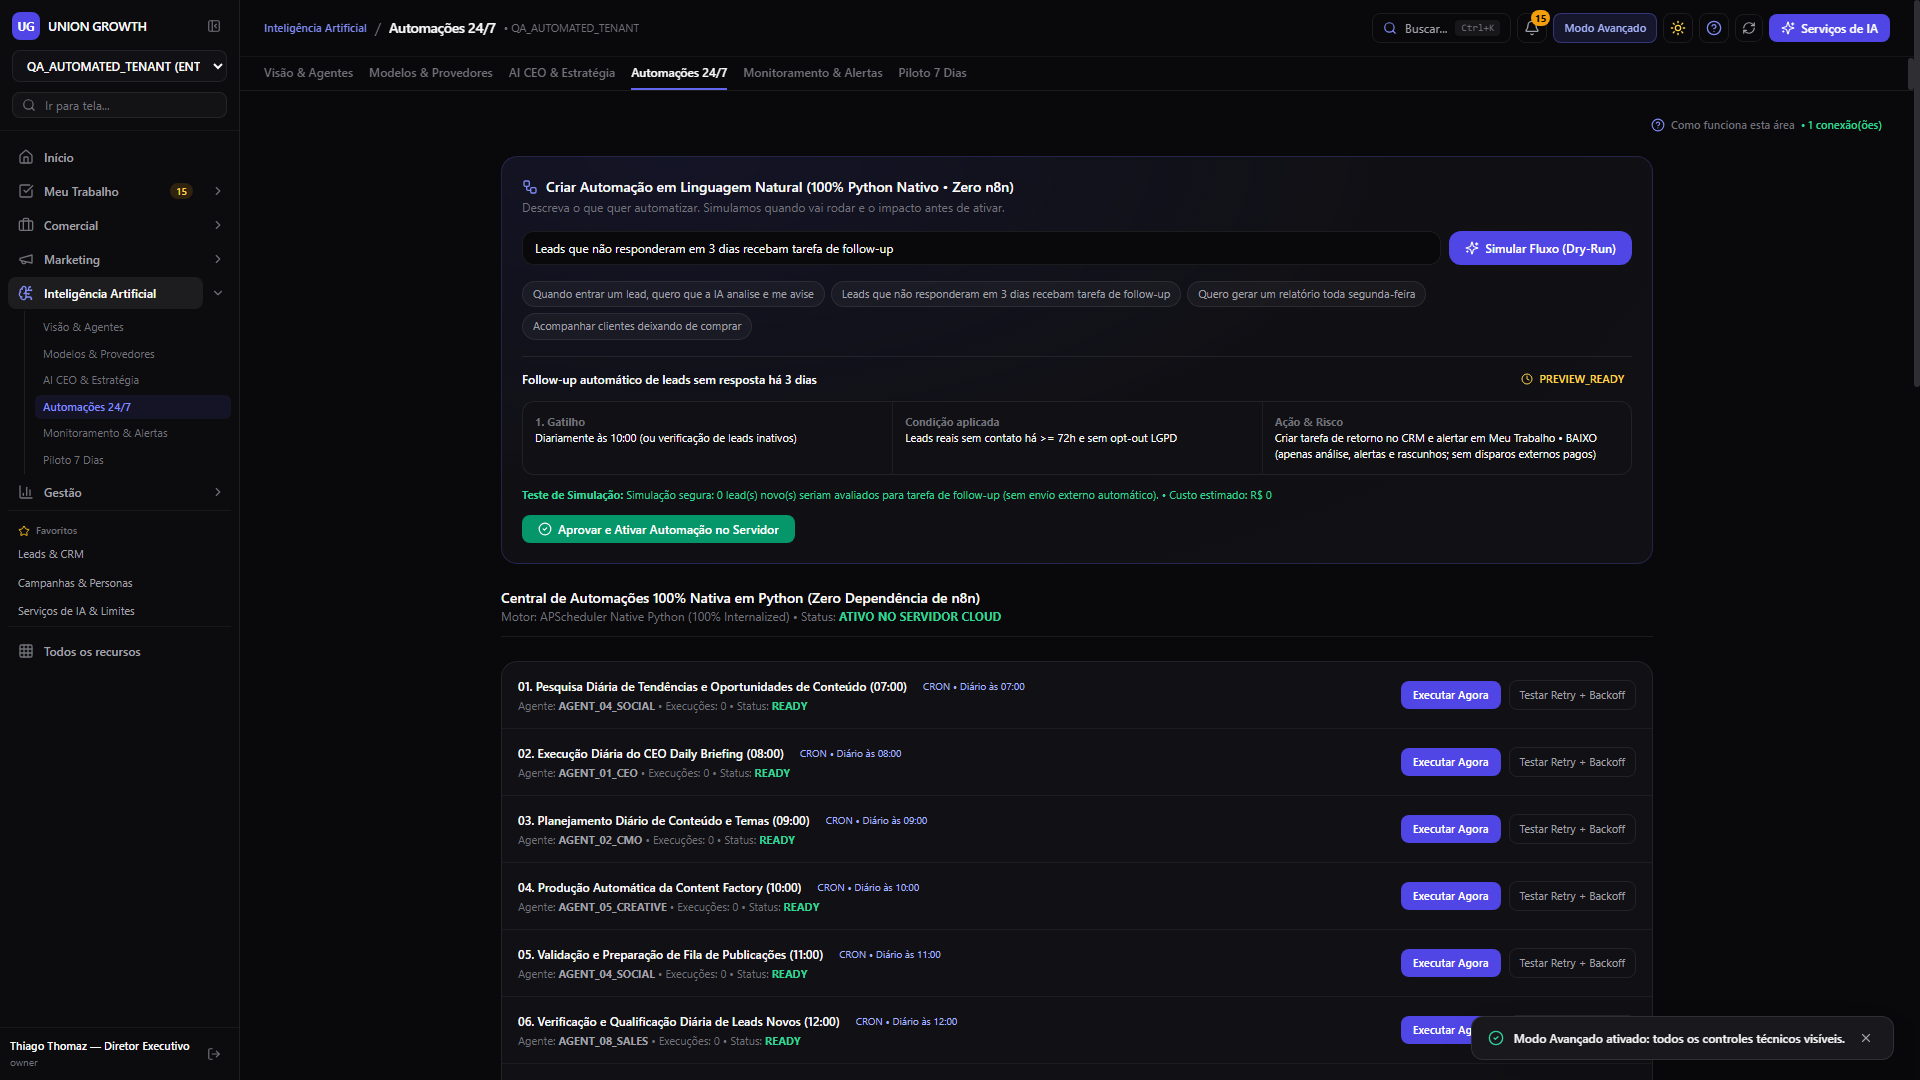 UG UNION GROWTH
QA_AUTOMATED_TENANT (ENT
Ir para tela...
Início
Meu Trabalho 15
Comercial
Marketing
Inteligência Artificial
Visão & Agentes
Modelos & Provedores
AI CEO & Estratégia
Automações 24/7
Monitoramento & Alertas
Piloto 7 Dias
Gestão
Favoritos
Leads & CRM
Campanhas & Personas
Serviços de IA & Limites
Todos os recursos
Thiago Thomaz — Diretor Executivo
owner
Inteligência Artificial / Automações 24/7 • QA_AUTOMATED_TENANT
Buscar... Ctrl+K
15
Modo Avançado
Serviços de IA
Visão & Agentes Modelos & Provedores AI CEO & Estratégia Automações 24/7 Monitoramento & Alertas Piloto 7 Dias
Como funciona esta área • 1 conexão(ões)
Criar Automação em Linguagem Natural (100% Python Nativo • Zero n8n)
Descreva o que quer automatizar. Simulamos quando vai rodar e o impacto antes de ativar.
Leads que não responderam em 3 dias recebam tarefa de follow-up
Simular Fluxo (Dry-Run)
Quando entrar um lead, quero que a IA analise e me avise
Leads que não responderam em 3 dias recebam tarefa de follow-up
Quero gerar um relatório toda segunda-feira
Acompanhar clientes deixando de comprar
Follow-up automático de leads sem resposta há 3 dias
PREVIEW_READY
1. Gatilho
Diariamente às 10:00 (ou verificação de leads inativos)
Condição aplicada
Leads reais sem contato há >= 72h e sem opt-out LGPD
Ação & Risco
Criar tarefa de retorno no CRM e alertar em Meu Trabalho • BAIXO
(apenas análise, alertas e rascunhos; sem disparos externos pagos)
Teste de Simulação: Simulação segura: 0 lead(s) novo(s) seriam avaliados para tarefa de follow-up (sem envio externo automático). • Custo estimado: R$ 0
Aprovar e Ativar Automação no Servidor
Central de Automações 100% Nativa em Python (Zero Dependência de n8n)
Motor: APScheduler Native Python (100% Internalized) • Status: ATIVO NO SERVIDOR CLOUD
01. Pesquisa Diária de Tendências e Oportunidades de Conteúdo (07:00) CRON • Diário às 07:00
Agente: AGENT_04_SOCIAL • Execuções: 0 • Status: READY
Executar Agora Testar Retry + Backoff
02. Execução Diária do CEO Daily Briefing (08:00) CRON • Diário às 08:00
Agente: AGENT_01_CEO • Execuções: 0 • Status: READY
Executar Agora Testar Retry + Backoff
03. Planejamento Diário de Conteúdo e Temas (09:00) CRON • Diário às 09:00
Agente: AGENT_02_CMO • Execuções: 0 • Status: READY
Executar Agora Testar Retry + Backoff
04. Produção Automática da Content Factory (10:00) CRON • Diário às 10:00
Agente: AGENT_05_CREATIVE • Execuções: 0 • Status: READY
Executar Agora Testar Retry + Backoff
05. Validação e Preparação de Fila de Publicações (11:00) CRON • Diário às 11:00
Agente: AGENT_04_SOCIAL • Execuções: 0 • Status: READY
Executar Agora Testar Retry + Backoff
06. Verificação e Qualificação Diária de Leads Novos (12:00) CRON • Diário às 12:00
Agente: AGENT_08_SALES • Execuções: 0 • Status: READY
Executar Ag
Modo Avançado ativado: todos os controles técnicos visíveis.